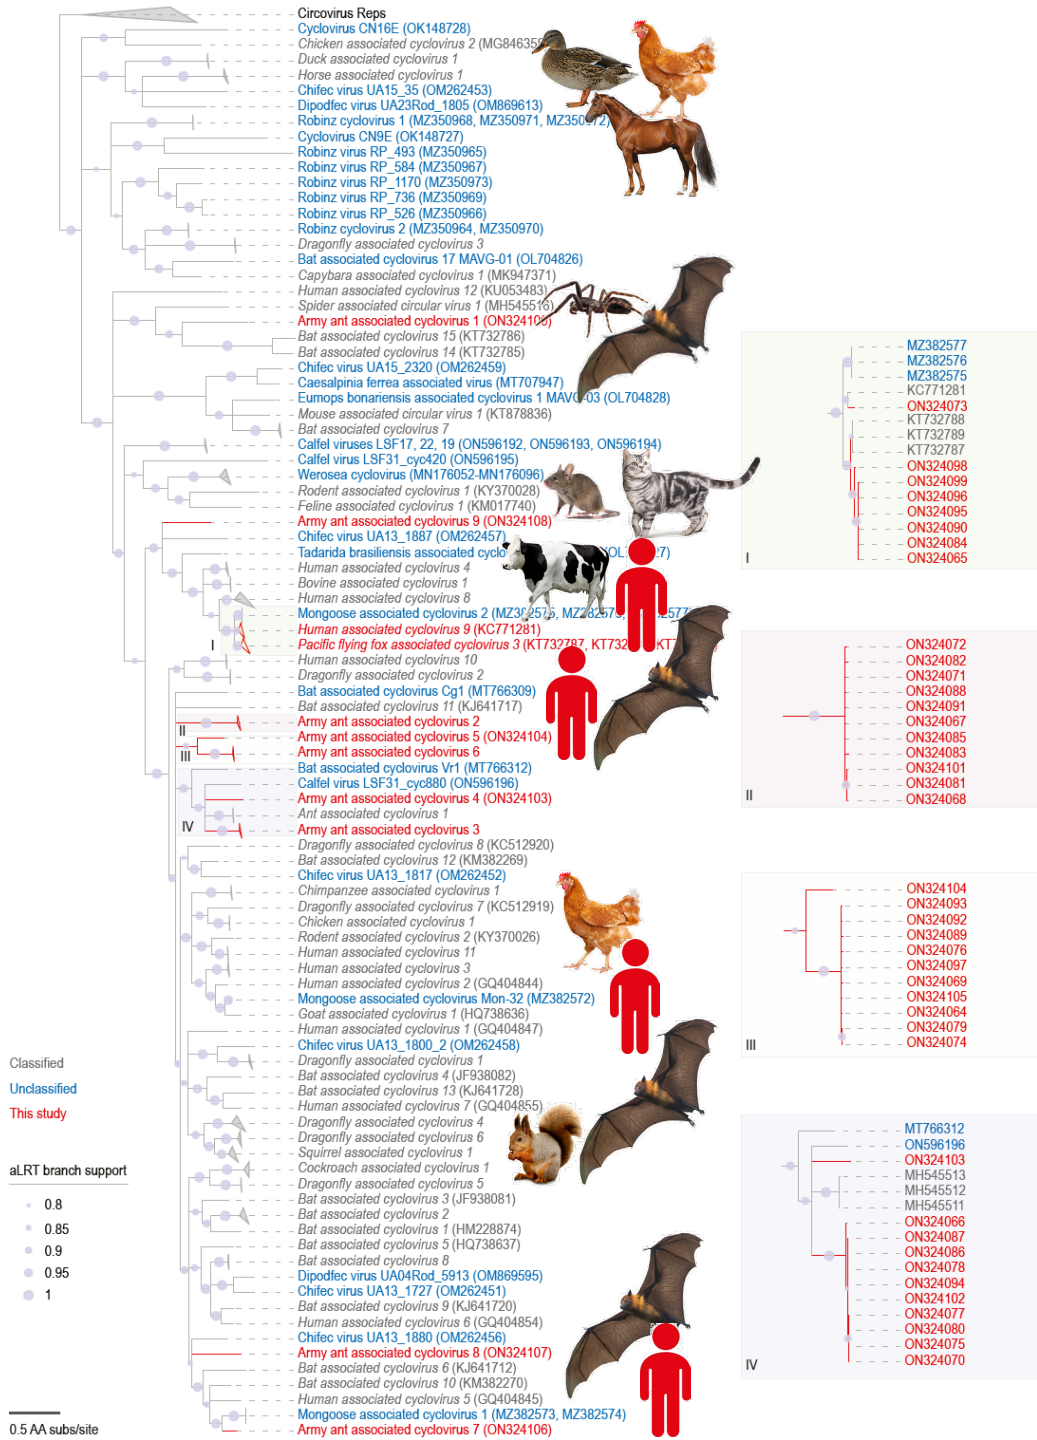 Circovirus Reps
Cyclovirus CN16E (OK148728)
Chicken associated cyclovirus 2 (MG846358
Duck associated cyclovirus 1
Horse associated cyclovirus 1
Chifec virus UA15_35 (OM262453)
Dipodfec virus UA23Rod_1805 (OM869613)
Robinz cyclovirus 1 (MZ350968, MZ350971, MZ350972)
Cyclovirus CN9E (OK148727)
Robinz virus RP_493 (MZ350965)
Robinz virus RP_584 (MZ350967)
Robinz virus RP_1170 (MZ350973)
Robinz virus RP_736 (MZ350969)
Robinz virus RP_526 (MZ350966)
Robinz cyclovirus 2 (MZ350964, MZ350970)
Dragonfly associated cyclovirus 3
Bat associated cyclovirus 17 MAVG-01 (OL704826)
Capybara associated cyclovirus 1 (MK947371)
Human associated cyclovirus 12 (KU053483)
Spider associated circular virus 1 (MH545516)
Army ant associated cyclovirus 1 (ON324109)
Bat associated cyclovirus 15 (KT732786)
Bat associated cyclovirus 14 (KT732785)
Chifec virus UA15_2320 (OM262459)
Caesalpinia ferrea associated virus (MT707947)
Eumops bonariensis associated cyclovirus 1 MAVG-03 (OL704828)
Mouse associated circular virus 1 (KT878836)
Bat associated cyclovirus 7
Calfel viruses LSF17, 22, 19 (ON596192, ON596193, ON596194)
Calfel virus LSF31_cyc420 (ON596195)
Werosea cyclovirus (MN176052-MN176096)
Rodent associated cyclovirus 1 (KY370028)
Feline associated cyclovirus 1 (KM017740)
Army ant associated cyclovirus 9 (ON324108)
Chifec virus UA13_1887 (OM262457)
Tadarida brasiliensis associated cyclo
Human associated cyclovirus 4
Bovine associated cyclovirus 1
Human associated cyclovirus 8
Mongoose associated cyclovirus 2 (MZ382575, MZ382576,
Human associated cyclovirus 9 (KC771281)
Pacific flying fox associated cyclovirus 3 (KT732787,
I
Human associated cyclovirus 10
Dragonfly associated cyclovirus 2
Bat associated cyclovirus Cg1 (MT766309)
Bat associated cyclovirus 11 (KJ641717)
Army ant associated cyclovirus 2
II
Army ant associated cyclovirus 5 (ON324104)
Army ant associated cyclovirus 6
III
Bat associated cyclovirus Vr1 (MT766312)
Calfel virus LSF31_cyc880 (ON596196)
Army ant associated cyclovirus 4 (ON324103)
Ant associated cyclovirus 1
Army ant associated cyclovirus 3
IV
Dragonfly associated cyclovirus 8 (KC512920)
Bat associated cyclovirus 12 (KM382269)
Chifec virus UA13_1817 (OM262452)
Chimpanzee associated cyclovirus 1
Dragonfly associated cyclovirus 7 (KC512919)
Chicken associated cyclovirus 1
Rodent associated cyclovirus 2 (KY370026)
Human associated cyclovirus 11
Human associated cyclovirus 3
Human associated cyclovirus 2 (GQ404844)
Mongoose associated cyclovirus Mon-32 (MZ382572)
Goat associated cyclovirus 1 (HQ738636)
Human associated cyclovirus 1 (GQ404847)
Chifec virus UA13_1800_2 (OM262458)
Dragonfly associated cyclovirus 1
Bat associated cyclovirus 4 (JF938082)
Bat associated cyclovirus 13 (KJ641728)
Human associated cyclovirus 7 (GQ404855)
Dragonfly associated cyclovirus 4
Dragonfly associated cyclovirus 6
Squirrel associated cyclovirus 1
Cockroach associated cyclovirus 1
Dragonfly associated cyclovirus 5
Bat associated cyclovirus 3 (JF938081)
Bat associated cyclovirus 2
Bat associated cyclovirus 1 (HM228874)
Bat associated cyclovirus 5 (HQ738637)
Bat associated cyclovirus 8
Dipodfec virus UA04Rod_5913 (OM869595)
Chifec virus UA13_1727 (OM262451)
Bat associated cyclovirus 9 (KJ641720)
Human associated cyclovirus 6 (GQ404854)
Chifec virus UA13_1880 (OM262456)
Army ant associated cyclovirus 8 (ON324107)
Bat associated cyclovirus 6 (KJ641712)
Bat associated cyclovirus 10 (KM382270)
Human associated cyclovirus 5 (GQ404845)
Mongoose associated cyclovirus 1 (MZ382573, MZ382574)
Army ant associated cyclovirus 7 (ON324106)
Classified
Unclassified
This study
aLRT branch support
0.8
0.85
0.9
0.95
1
0.5 AA subs/site
MZ382577
MZ382576
MZ382575
KC771281
ON324073
KT732788
KT732789
KT732787
ON324098
ON324099
ON324096
ON324095
ON324090
ON324084
ON324065
I
ON324072
ON324082
ON324071
ON324088
ON324091
ON324067
ON324085
ON324083
ON324101
ON324081
ON324068
II
ON324104
ON324093
ON324092
ON324089
ON324076
ON324097
ON324069
ON324105
ON324064
ON324079
ON324074
III
MT766312
ON596196
ON324103
MH545513
MH545512
MH545511
ON324066
ON324087
ON324086
ON324078
ON324094
ON324102
ON324077
ON324080
ON324075
ON324070
IV